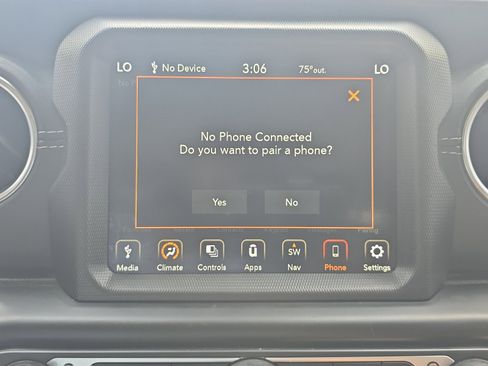 LO No Device 3:06 75°out. LO
No Phone Connected
Do you want to pair a phone?
Yes No
Media Climate Controls Apps SW Nav Phone Settings